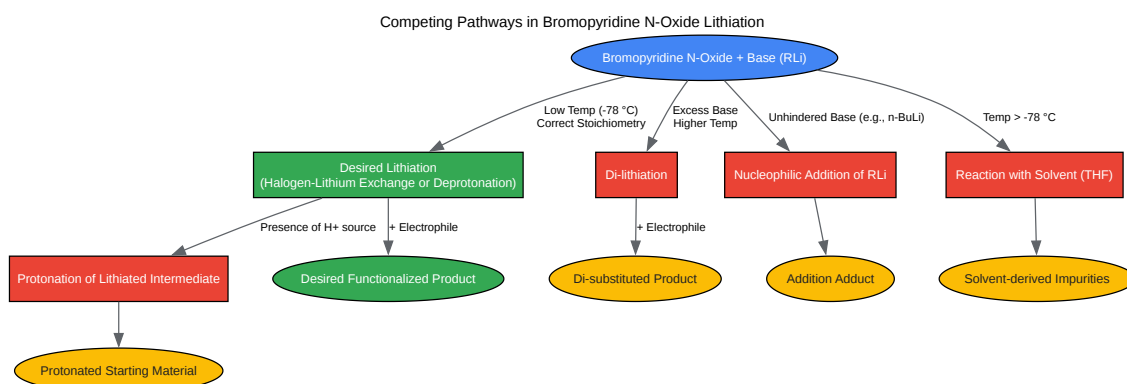 Competing Pathways in Bromopyridine N-Oxide Lithiation
Bromopyridine N-Oxide + Base (RLi)
Low Temp (-78 °C)
Correct Stoichiometry
Excess Base
Higher Temp
Unhindered Base (e.g., n-BuLi)
Temp > -78 °C
Desired Lithiation
(Halogen-Lithium Exchange or Deprotonation)
Di-lithiation
Nucleophilic Addition of RLi
Reaction with Solvent (THF)
Presence of H+ source
+ Electrophile
+ Electrophile
Protonation of Lithiated Intermediate
Desired Functionalized Product
Di-substituted Product
Addition Adduct
Solvent-derived Impurities
Protonated Starting Material